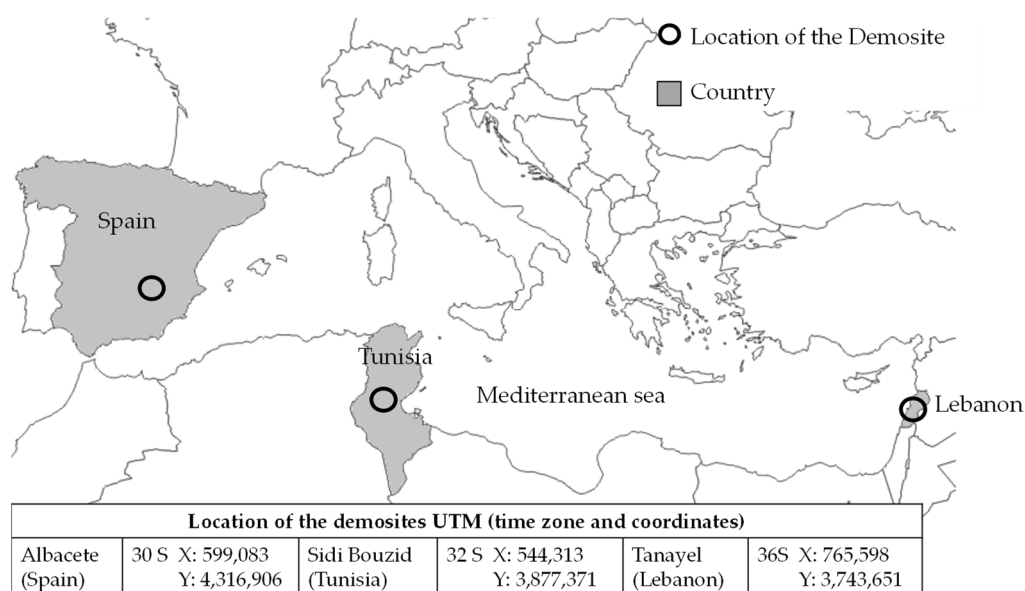 Location of the Demosite
Country
Spain
Tunisia
Mediterranean sea
Lebanon
Location of the demosites UTM (time zone and coordinates)
Albacete 30 S X: 599,083 Sidi Bouzid 32 S X: 544,313 Tanayel 36S X: 765,598
(Spain) Y: 4,316,906 (Tunisia) Y: 3,877,371 (Lebanon) Y: 3,743,651